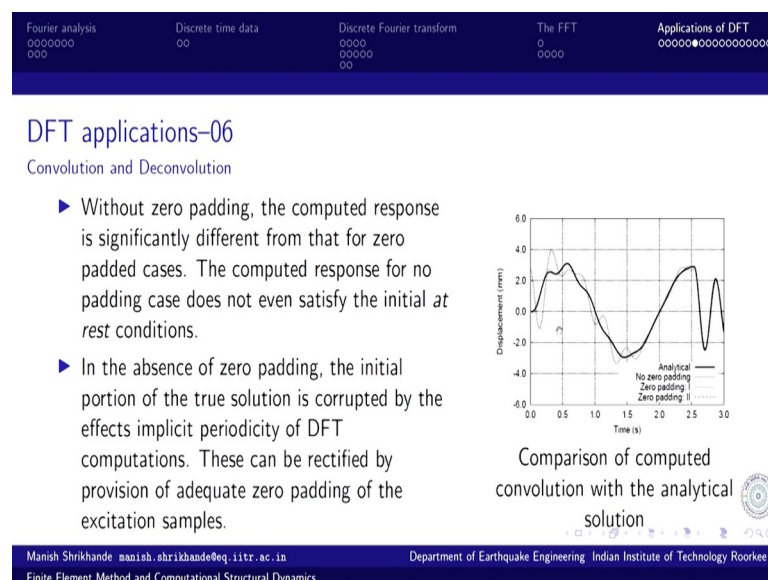 Fourier analysis
Discrete time data
Discrete Fourier transform
The FFT
Applications of DFT
DFT applications–06
Convolution and Deconvolution
Without zero padding, the computed response
is significantly different from that for zero
padded cases. The computed response for no
padding case does not even satisfy the initial at
rest conditions.
In the absence of zero padding, the initial
portion of the true solution is corrupted by the
effects implicit periodicity of DFT
computations. These can be rectified by
provision of adequate zero padding of the
excitation samples.
6.0
4.0
2.0
0.0
-2.0
-4.0
-6.0
Displacement (mm)
Analytical
No zero padding
Zero padding: I
Zero padding: II
0.0 0.5 1.0 1.5 2.0 2.5 3.0
Time (s)
Comparison of computed
convolution with the analytical
solution
Manish Shrikhande manish.shrikhande@eq.iitr.ac.in
Department of Earthquake Engineering Indian Institute of Technology Roorkee
Finite Element Method and Computational Structural Dynamics